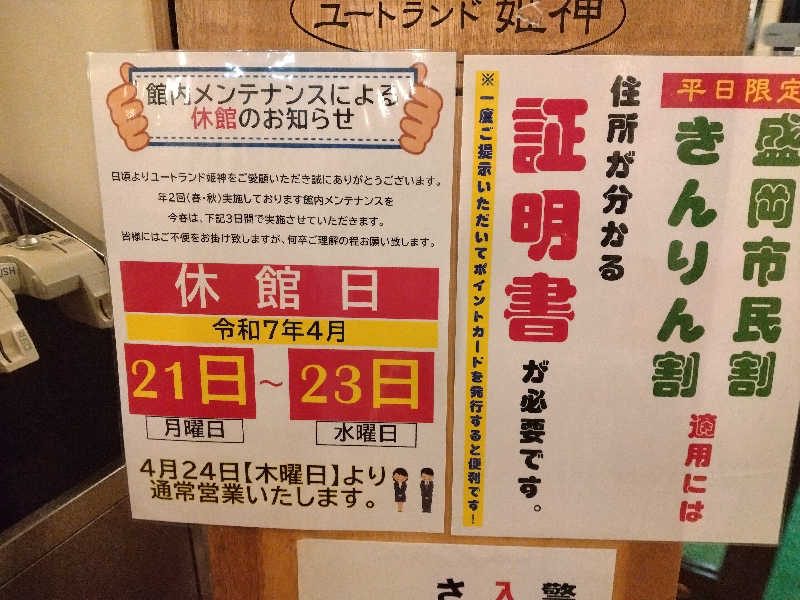 ユートランド 姫神
館内メンテナンスによる
休館のお知らせ
日頃よりユートランド姫神をご愛顧いただき誠にありがとうございます。
年2回(春・秋)実施しております館内メンテナンスを
今春は、下記3日間で実施させていただきます。
皆様にはご不便をお掛け致しますが、何卒ご理解の程お願い致します。
休館日
令和7年4月
21日～23日
月曜日
水曜日
4月24日【木曜日】より
通常営業いたします。
平日限定
盛岡市民割
きんりん割
適用には
住所が分かる
証明書
が必要です。
※一度ご提示いただいてポイントカードを発行すると便利です!
PUSH
PUSH
入
さ